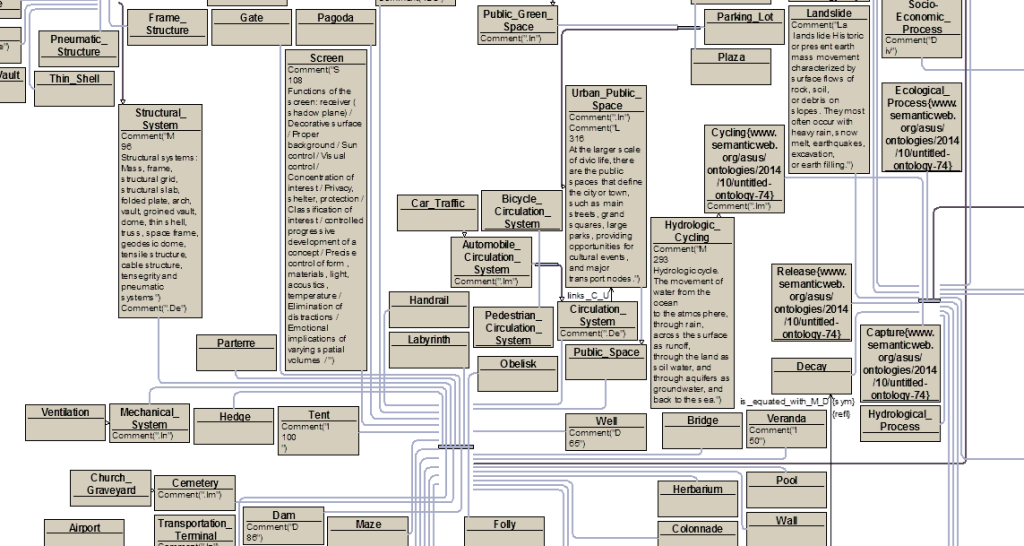 Frame_
Structure
Gate
Pagoda
Public_Green_
Space
Comment(".In")
Parking_Lot
Plaza
Landslide
Comment("La
landslide Historic
or present earth
mass movement
characterized by
surface flows of
rock, soil,
or debris on
slopes. They most
often occur with
heavy rain, snow
melt, earthquakes,
excavation,
or earth filling.")
Socio-
Economic_
Process
Comment("D
iv")
Pneumatic_
Structure
Vault
Thin_Shell
Structural_
System
Comment("M
96
Structural systems:
Mass, frame,
structural grid,
structural slab,
folded plate, arch,
vault, groined vault,
dome, thin shell,
truss, space frame,
geodesic dome,
tensile structure,
cable structure,
tensegrity and
pneumatic
systems")
Comment(".De")
Screen
Comment("S
108
Functions of the
screen: receiver (
shadow plane) /
Decorative surface
/ Proper
background / Sun
control / Visual
control /
Concentration of
interest / Privacy,
shelter, protection /
Classification of
interest / controlled
progressive
development of a
concept / Precise
control of form,
materials, light,
acoustics,
temperature /
Elimination of
distractions /
Emotional
implications of
varying spatial
volumes /")
Urban_Public_
Space
Comment(".In")
Comment("L
316
At the larger scale
of civic life, there
are the public
spaces that define
the city or town,
such as main
streets, grand
squares, large
parks, providing
opportunities for
cultural events,
and major
transport nodes.")
Cycling{www.
semanticweb.
org/asus/
ontologies/2014
/10/untitled-
ontology-74}
Comment(".Im")
Ecological_
Process{www.
semanticweb.
org/asus/
ontologies/2014
/10/untitled-
ontology-74}
Car_Traffic
Bicycle_
Circulation_
System
Automobile_
Circulation_
System
Comment(".Im")
Hydrologic_
Cycling
Comment("M
293
Hydrologic cycle.
The movement of
water from the
ocean
to the atmosphere,
through rain,
across the surface
as runoff,
through the land as
soil water, and
through aquifers as
groundwater, and
back to the sea.")
Release{www.
semanticweb.
org/asus/
ontologies/2014
/10/untitled-
ontology-74}
links_C_U
Handrail
Pedestrian_
Circulation_
System
Circulation_
System
Comment(".De")
Capture{www.
semanticweb.
org/asus/
ontologies/2014
/10/untitled-
ontology-74}
Parterre
Labyrinth
Public_Space
Obelisk
Decay
is_equated_with_M_D {sym}
{refl}
Ventilation
Mechanical_
System
Comment(".In")
Hedge
Tent
Comment("I
100
")
Well
Comment("D
65")
Bridge
Veranda
Comment("I
50")
Hydrological_
Process
Church_
Graveyard
Cemetery
Comment(".Im")
Herbarium
Pool
Airport
Transportation_
Terminal
Dam
Comment("D
86")
Maze
Folly
Colonnade
Wall